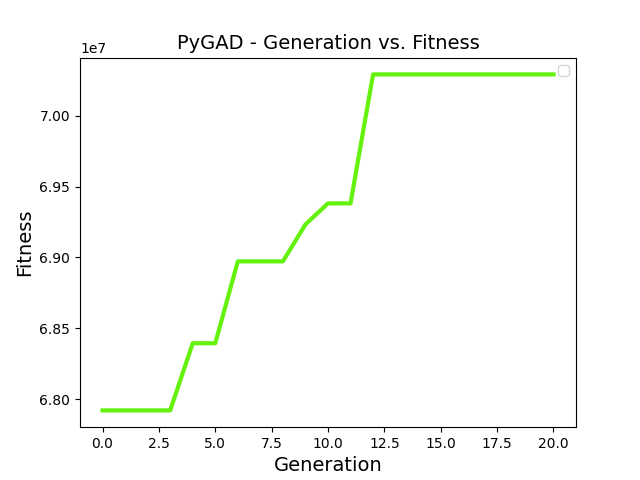 PyGAD - Generation vs. Fitness
1e7
7.00
6.95
6.90
6.85
6.80
Fitness
0.0 2.5 5.0 7.5 10.0 12.5 15.0 17.5 20.0
Generation